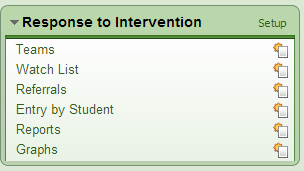 Response to Intervention Setup
Teams
Watch List
Referrals
Entry by Student
Reports
Graphs